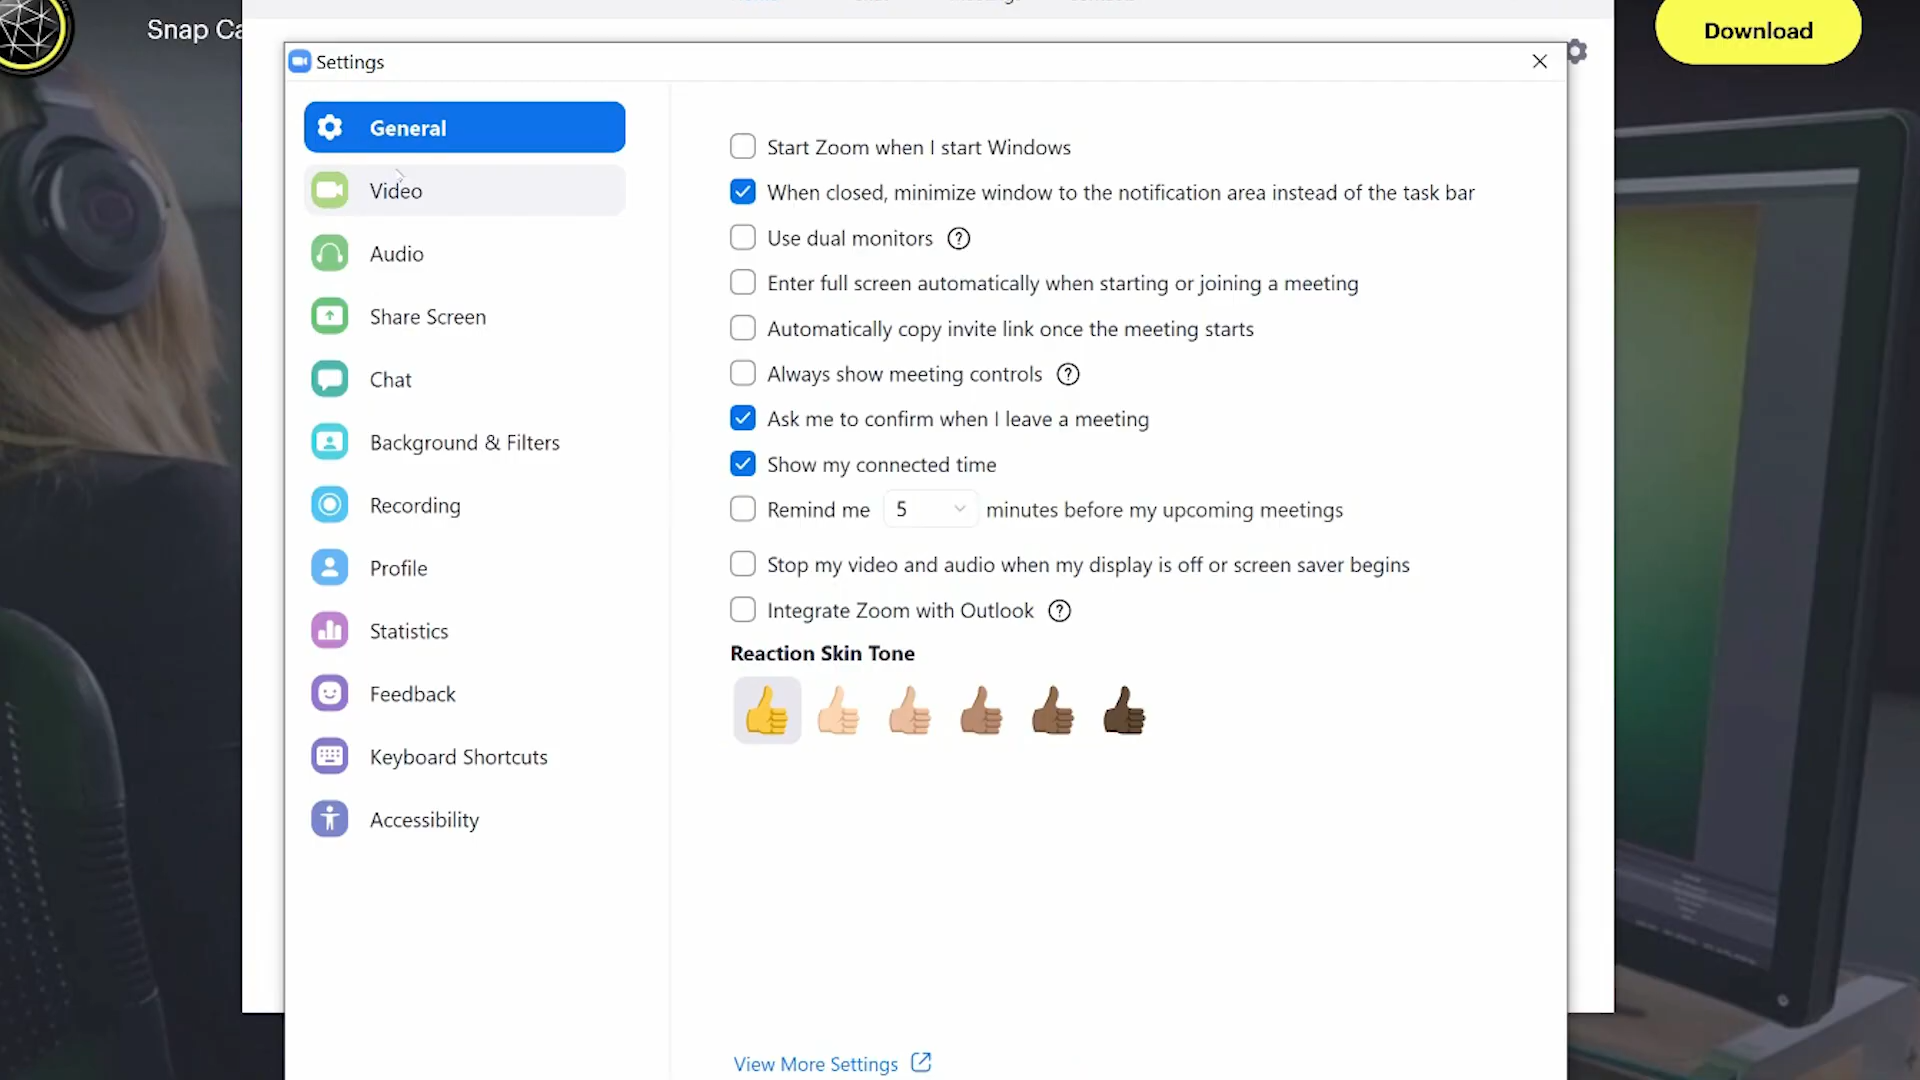 Snap Ca
Download
Settings
General
Video
Audio
Share Screen
Chat
Background & Filters
Recording
Profile
Statistics
Feedback
Keyboard Shortcuts
Accessibility
Start Zoom when I start Windows
When closed, minimize window to the notification area instead of the task bar
Use dual monitors ?
Enter full screen automatically when starting or joining a meeting
Automatically copy invite link once the meeting starts
Always show meeting controls ?
Ask me to confirm when I leave a meeting
Show my connected time
Remind me 5 minutes before my upcoming meetings
Stop my video and audio when my display is off or screen saver begins
Integrate Zoom with Outlook ?
Reaction Skin Tone
View More Settings